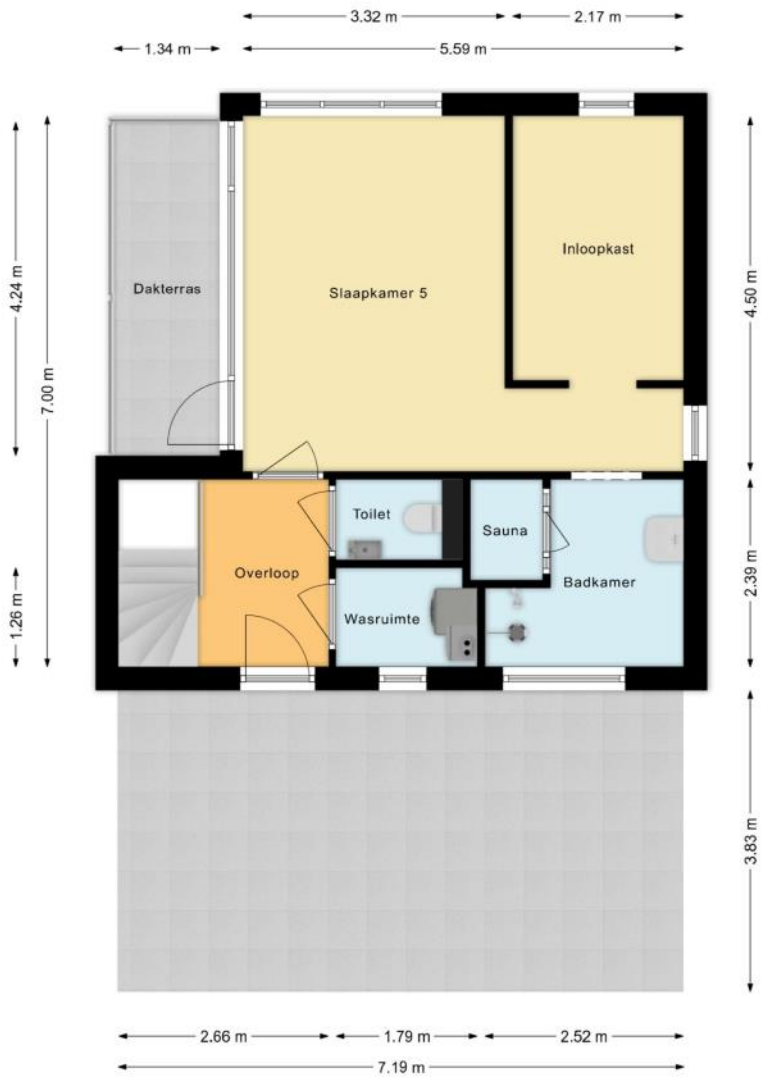 3.32 m
2.17 m
1.34 m
5.59 m
4.24 m
7.00 m
Dakterras
Slaapkamer 5
Inloopkast
4.50 m
Toilet
Sauna
Overloop
Badkamer
Wasruimte
1.26 m
2.39 m
3.83 m
2.66 m
1.79 m
2.52 m
7.19 m